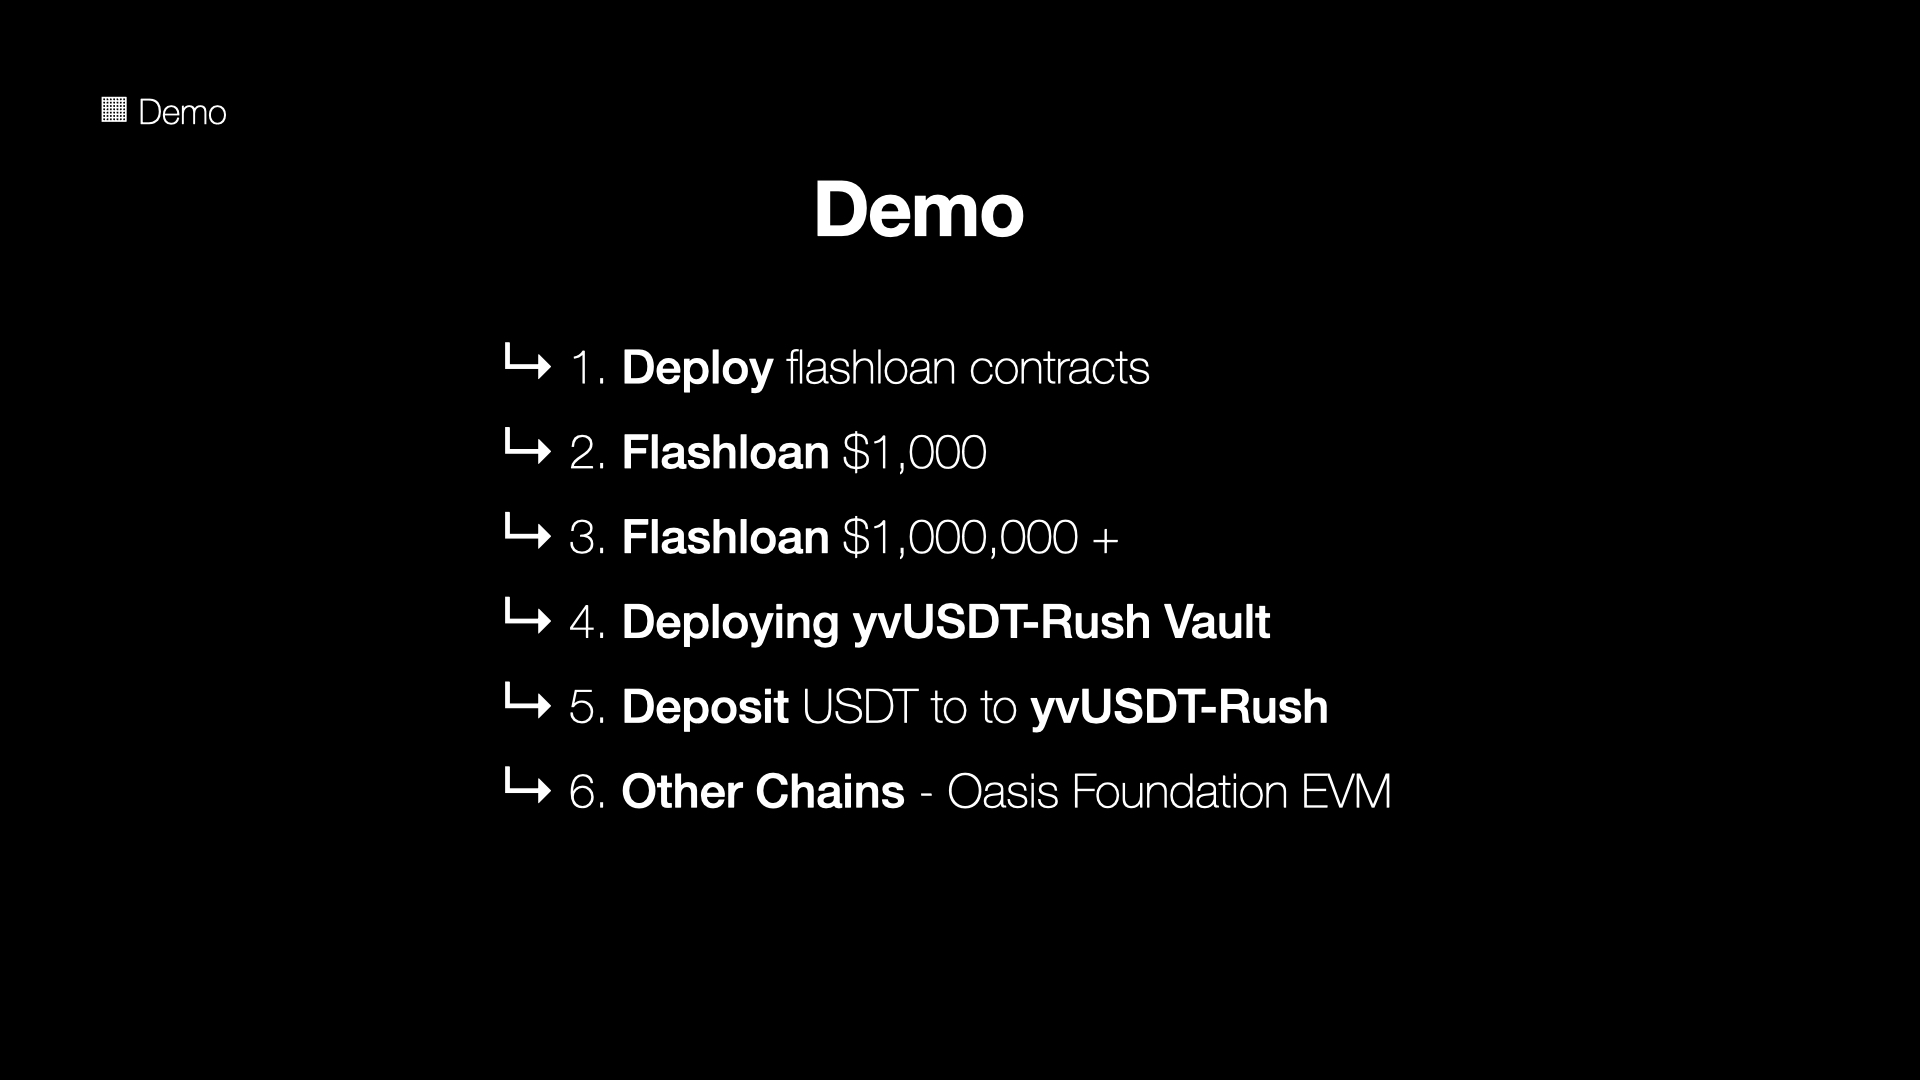 ▦ Demo
Demo
↳ 1. Deploy flashloan contracts
↳ 2. Flashloan $1,000
↳ 3. Flashloan $1,000,000 +
↳ 4. Deploying yvUSDT-Rush Vault
↳ 5. Deposit USDT to to yvUSDT-Rush
↳ 6. Other Chains - Oasis Foundation EVM